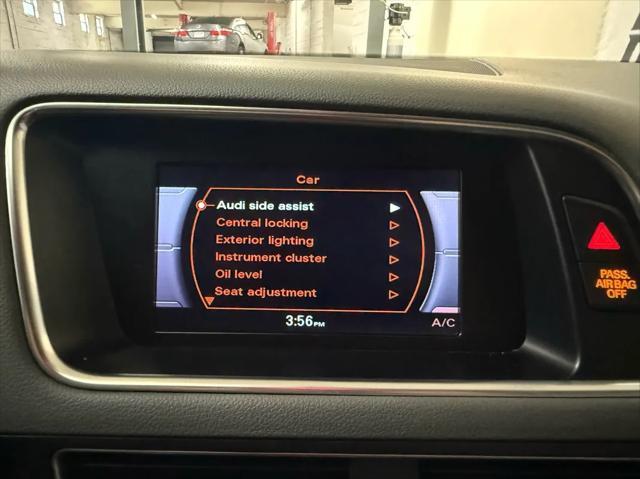 Car
Audi side assist
Central locking
Exterior lighting
Instrument cluster
Oil level
Seat adjustment
3:56PM
A/C
PASS.
AIRBAG
OFF